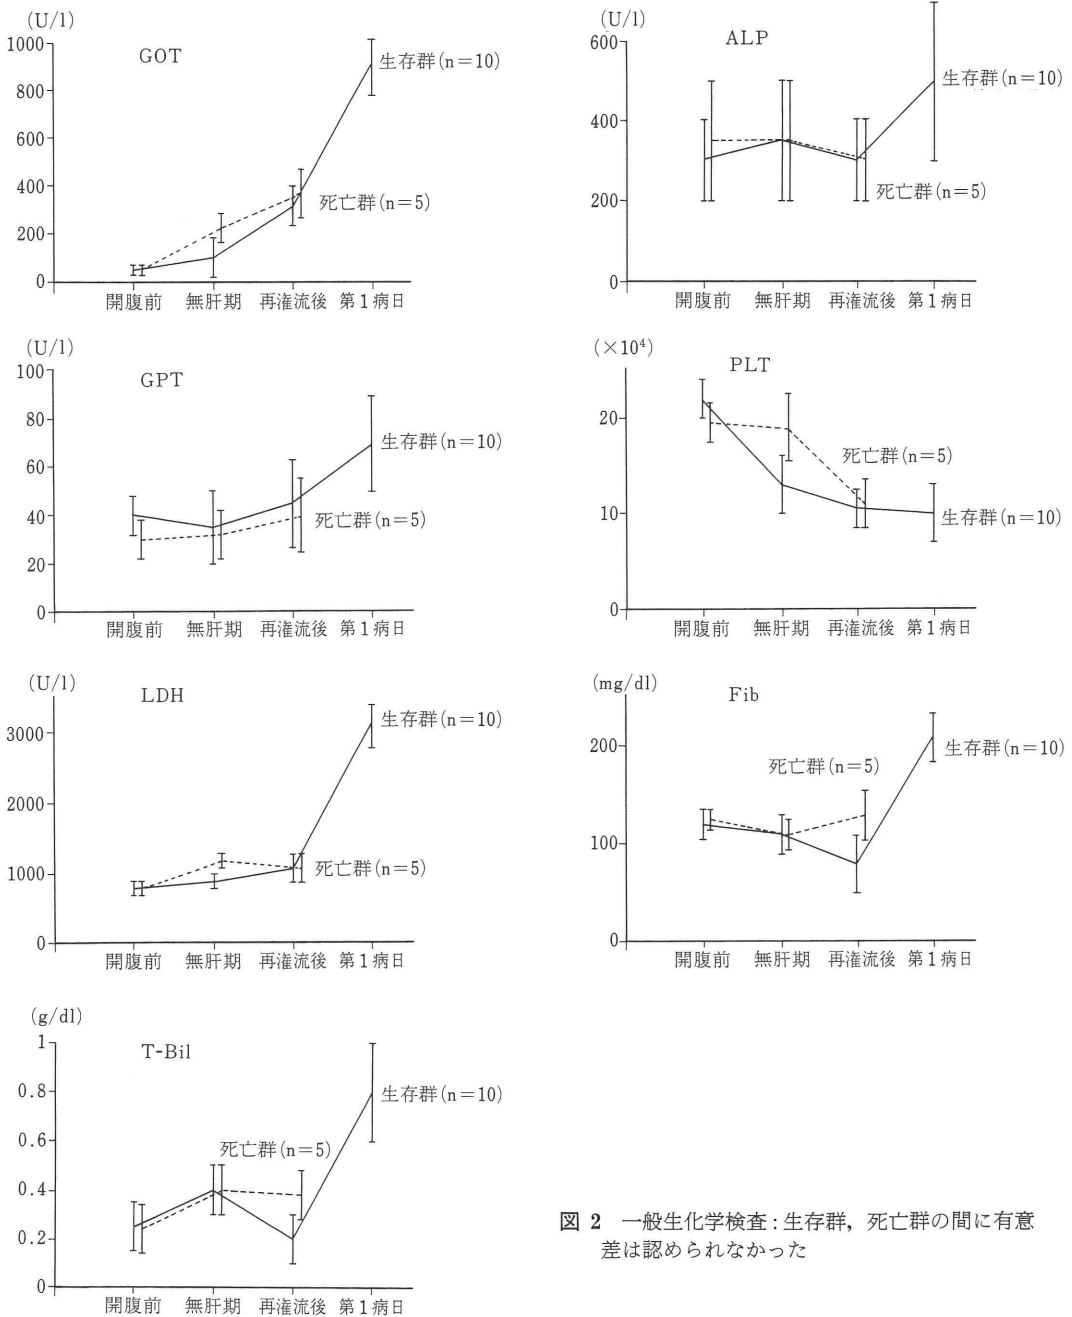 (U/l)
GOT
1000
800
600
400
200
0
生存群(n=10)
死亡群(n=5)
開腹前 無肝期 再潅流後 第1病日
(U/l)
ALP
600
400
200
0
生存群(n=10)
死亡群(n=5)
開腹前 無肝期 再潅流後 第1病日
(U/l)
GPT
100
80
60
40
20
0
生存群(n=10)
死亡群(n=5)
開腹前 無肝期 再潅流後 第1病日
(×10⁴)
PLT
20
10
0
死亡群(n=5)
生存群(n=10)
開腹前 無肝期 再潅流後 第1病日
(U/l)
LDH
3000
2000
1000
0
生存群(n=10)
死亡群(n=5)
開腹前 無肝期 再潅流後 第1病日
(mg/dl)
Fib
200
100
0
生存群(n=10)
死亡群(n=5)
開腹前 無肝期 再潅流後 第1病日
(g/dl)
T-Bil
1
0.8
0.6
0.4
0.2
0
生存群(n=10)
死亡群(n=5)
開腹前 無肝期 再潅流後 第1病日
図 2 一般生化学検査:生存群,死亡群の間に有意
差は認められなかった